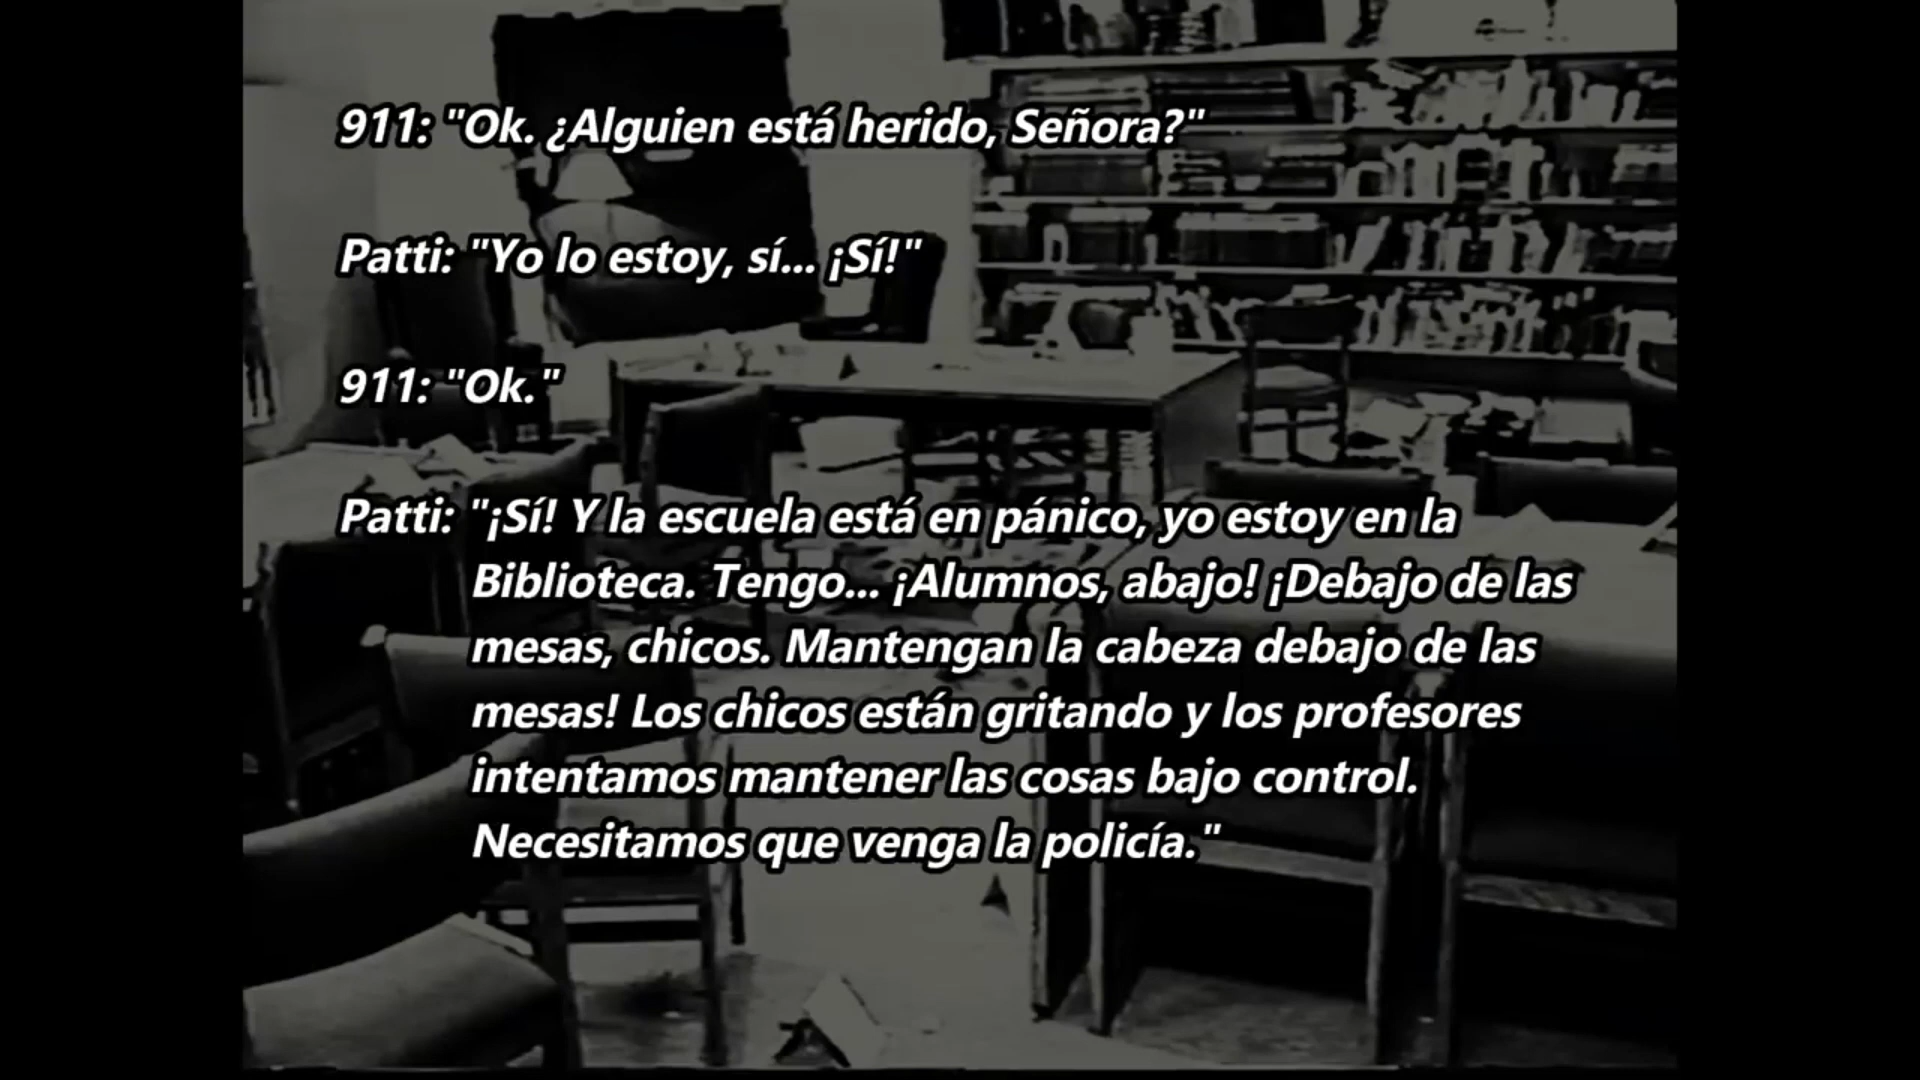 911: "Ok. ¿Alguien está herido, Señora?"
Patti: "Yo lo estoy, sí... ¡Sí!"
911: "Ok."
Patti: "¡Sí! Y la escuela está en pánico, yo estoy en la
Biblioteca. Tengo... ¡Alumnos, abajo! ¡Debajo de las
mesas, chicos. Mantengan la cabeza debajo de las
mesas! Los chicos están gritando y los profesores
intentamos mantener las cosas bajo control.
Necesitamos que venga la policía."